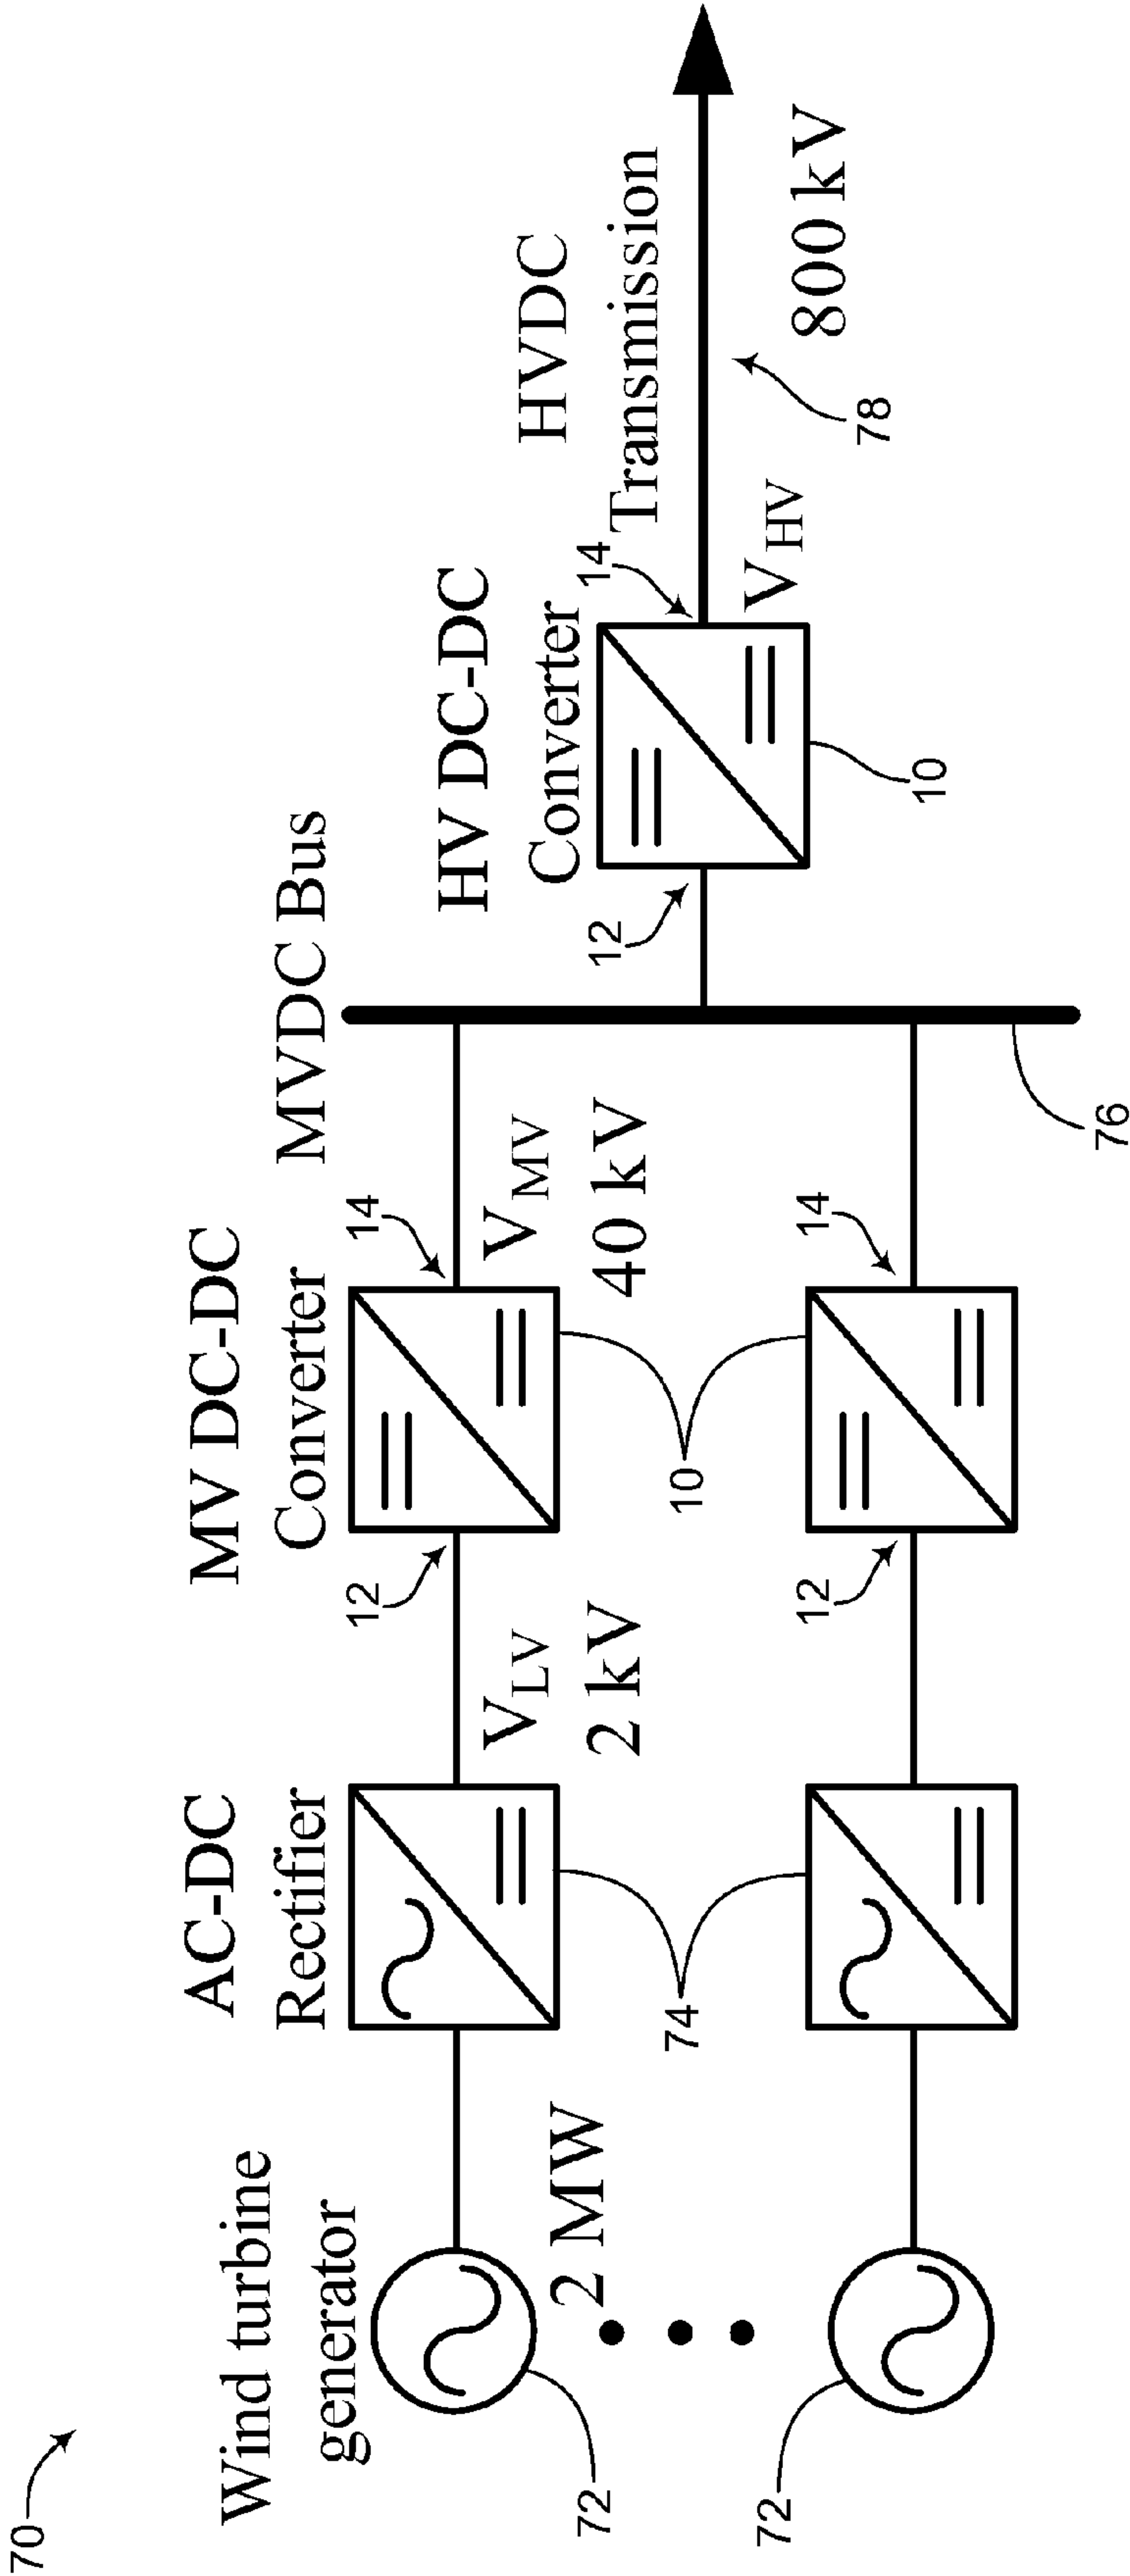 70
Wind turbine
generator
AC-DC
Rectifier
MV DC-DC
Converter
MVDC Bus
HV DC-DC
Converter
HVDC
Transmission
72
2 MW
72
74
V_LV
2 kV
12
14
V_MV
40 kV
10
12
14
76
12
14
V_HV
10
78
800 kV